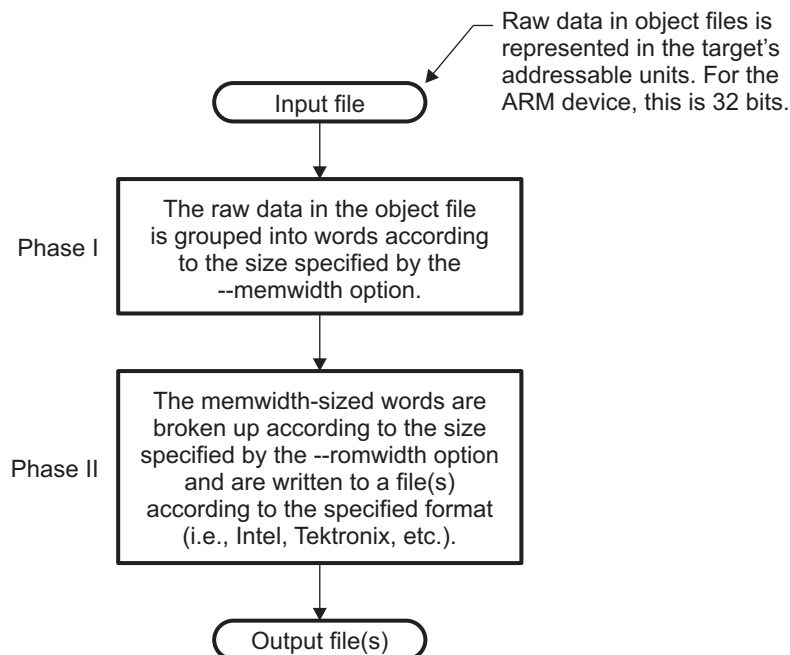 Raw data in object files is
represented in the target's
addressable units. For the
ARM device, this is 32 bits.
Input file
Phase I
The raw data in the object file
is grouped into words according
to the size specified by the
--memwidth option.
Phase II
The memwidth-sized words are
broken up according to the size
specified by the --romwidth option
and are written to a file(s)
according to the specified format
(i.e., Intel, Tektronix, etc.).
Output file(s)